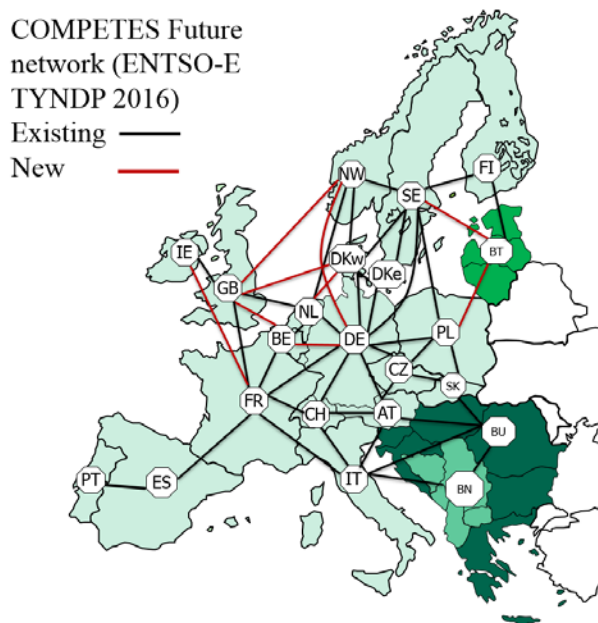 COMPETES Future
network (ENTSO-E
TYNDP 2016)
Existing
New
NW
SE
FI
IE
DKw
DKe
BT
GB
NL
BE
DE
PL
CZ
SK
FR
CH
AT
BU
PT
ES
IT
BN